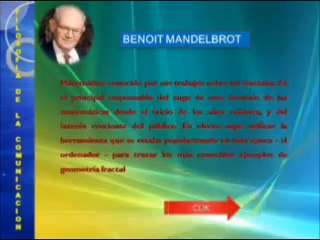 FILOSOFIA DE LA COMUNICACION
BENOIT MANDELBROT
Matemático conocido por sus trabajos sobre los fractales. Es
el principal responsable del auge de este dominio de las
matemáticas desde el inicio de los años ochenta, y del
interés creciente del público. En efecto supo utilizar la
herramienta que se estaba popularizando en ésta época - el
ordenador - para trazar los más conocidos ejemplos de
geometría fractal
CLIK